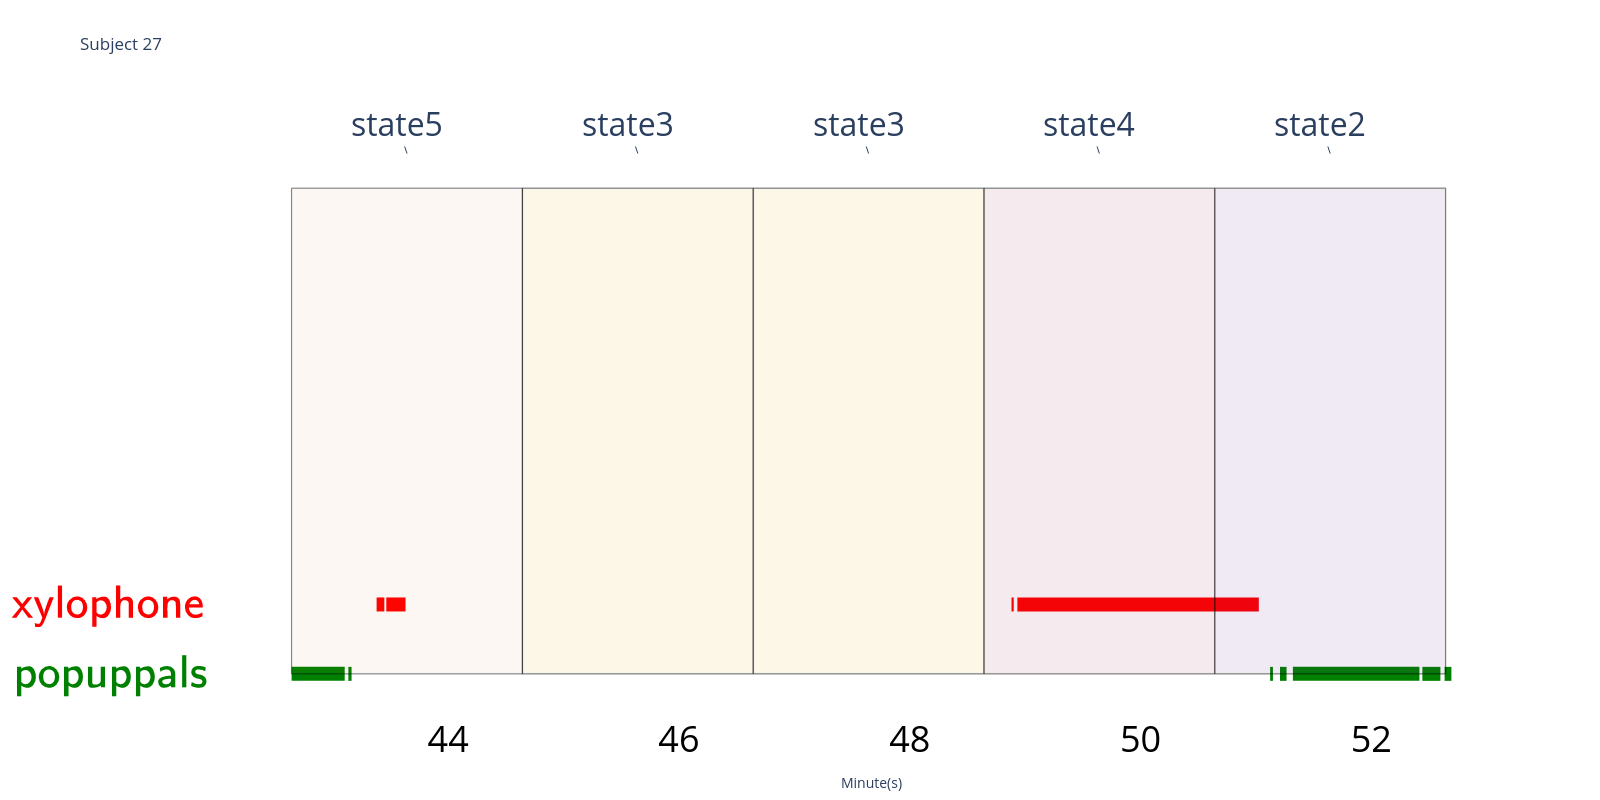 Subject 27
state5 state3 state3 state4 state2
xylophone
popuppals
44 46 48 50 52
Minute(s)